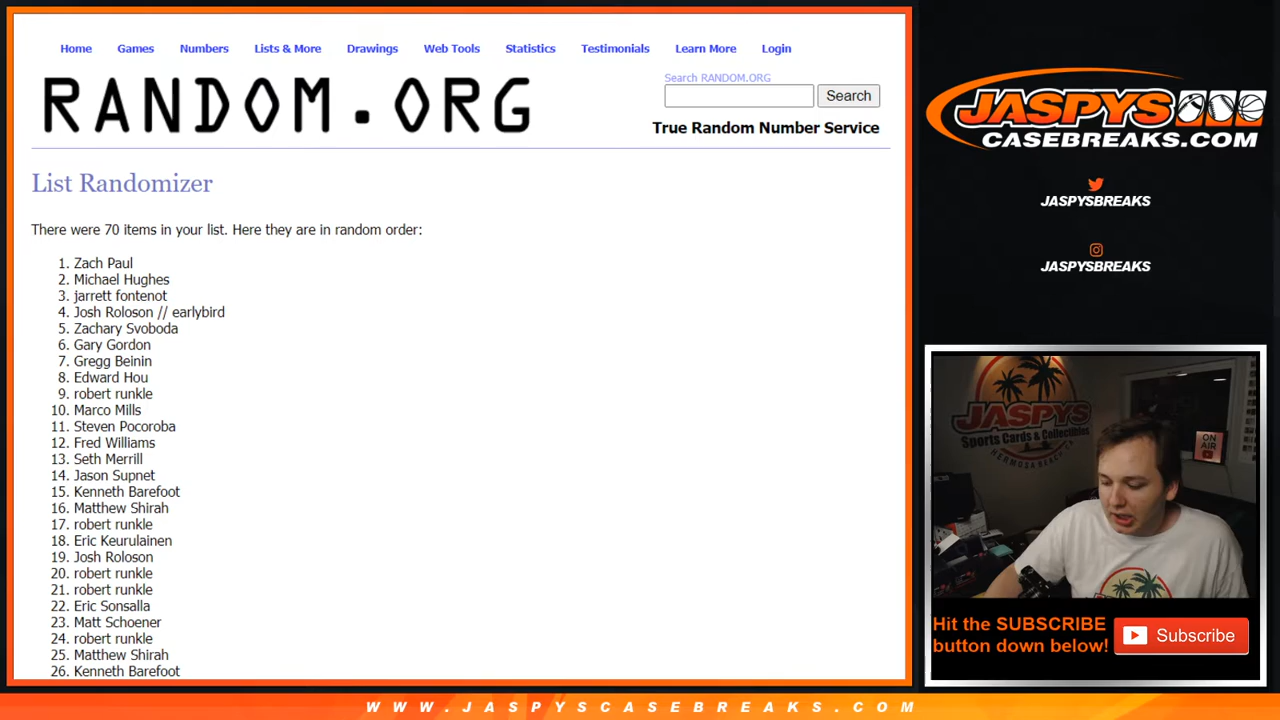 Home Games Numbers Lists & More Drawings Web Tools Statistics Testimonials Learn More Login
RANDOM.ORG
Search RANDOM.ORG
Search
True Random Number Service
List Randomizer
There were 70 items in your list. Here they are in random order:
1. Zach Paul
2. Michael Hughes
3. jarrett fontenot
4. Josh Roloson // earlybird
5. Zachary Svoboda
6. Gary Gordon
7. Gregg Beinin
8. Edward Hou
9. robert runkle
10. Marco Mills
11. Steven Pocoroba
12. Fred Williams
13. Seth Merrill
14. Jason Supnet
15. Kenneth Barefoot
16. Matthew Shirah
17. robert runkle
18. Eric Keurulainen
19. Josh Roloson
20. robert runkle
21. robert runkle
22. Eric Sonsalla
23. Matt Schoener
24. robert runkle
25. Matthew Shirah
26. Kenneth Barefoot
JASPYS
CASEBREAKS.COM
JASPYSBREAKS
JASPYSBREAKS
JASPYS
Sports Cards & Collectibles
HERMOSA BEACH, CA
ON
AIR
Hit the SUBSCRIBE
button down below!
Subscribe
WWW.JASPYSCASEBREAKS.COM